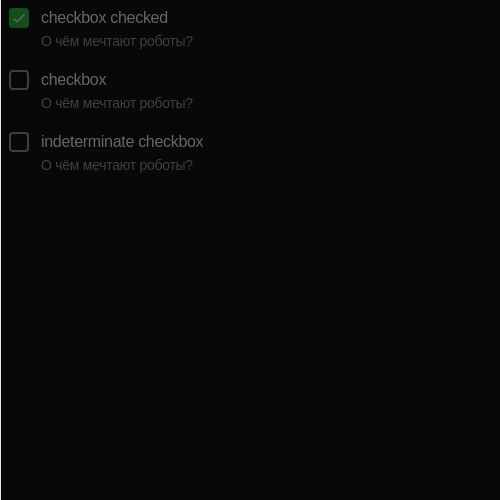 checkbox checked
О чём мечтают роботы?
checkbox
О чём мечтают роботы?
indeterminate checkbox
О чём мечтают роботы?